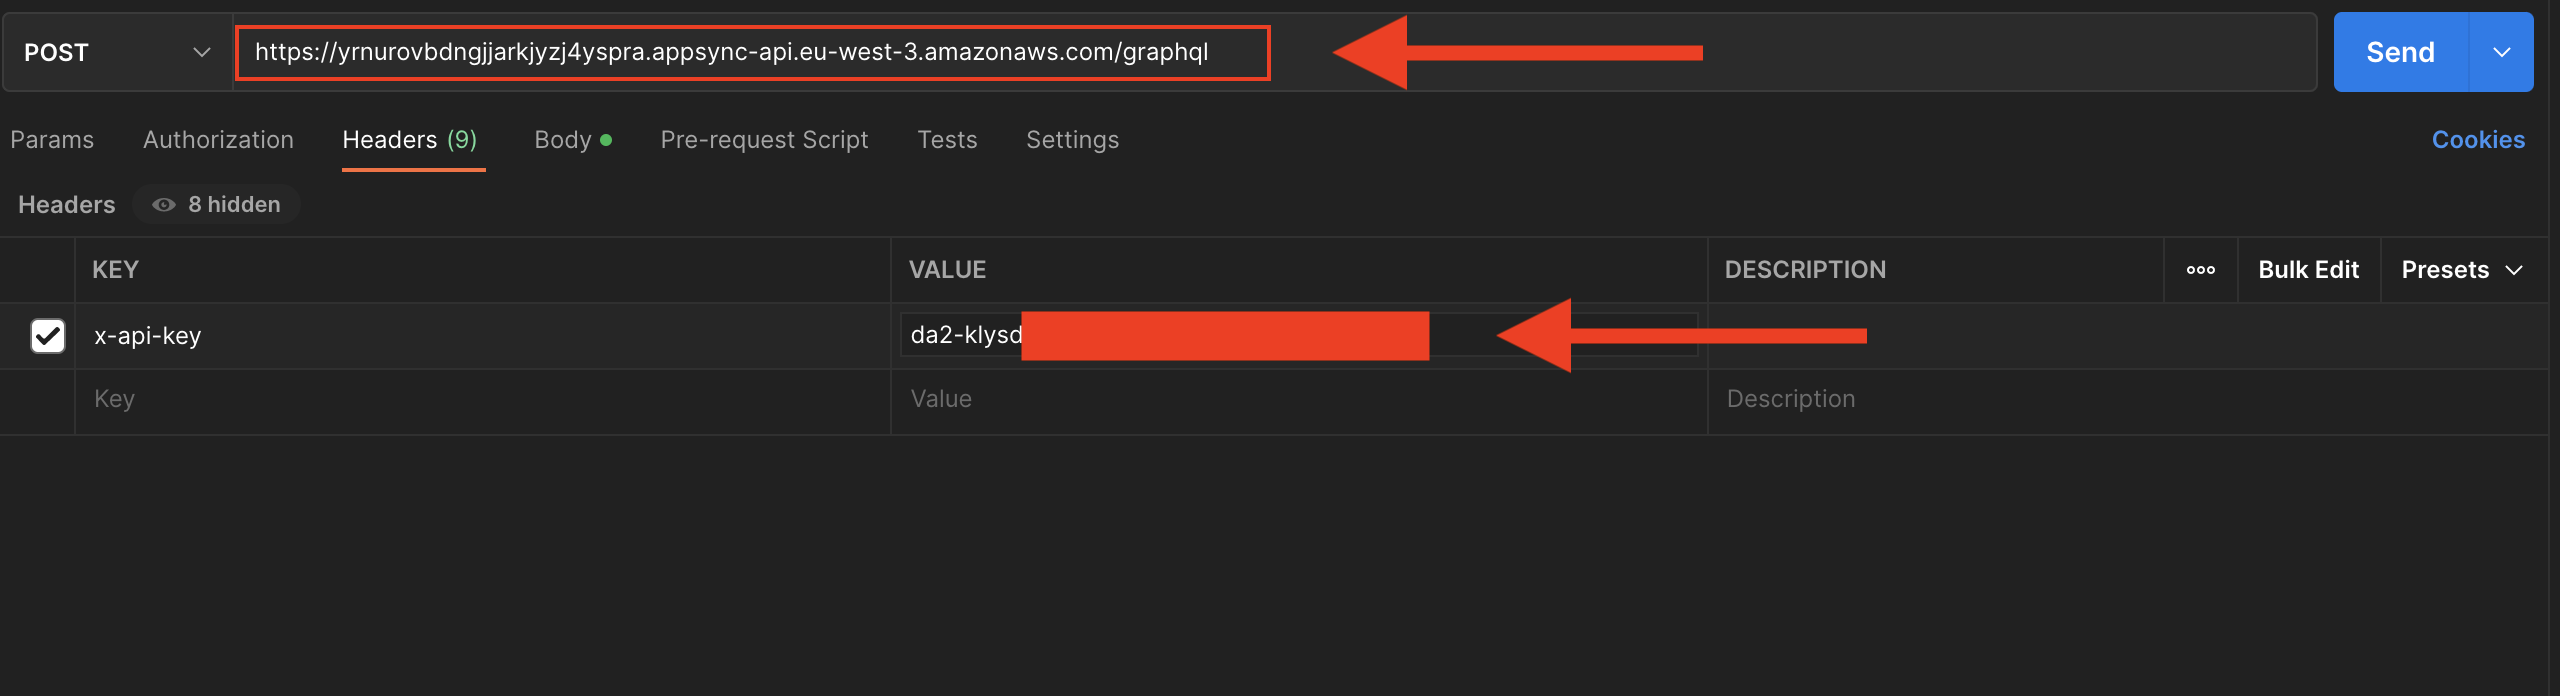 POST https://yrnurovbdngjjarkjyzj4yspra.appsync-api.eu-west-3.amazonaws.com/graphql Send
Params Authorization Headers (9) Body Pre-request Script Tests Settings Cookies
Headers 8 hidden
KEY VALUE DESCRIPTION Bulk Edit Presets
x-api-key da2-klysd
Key Value Description